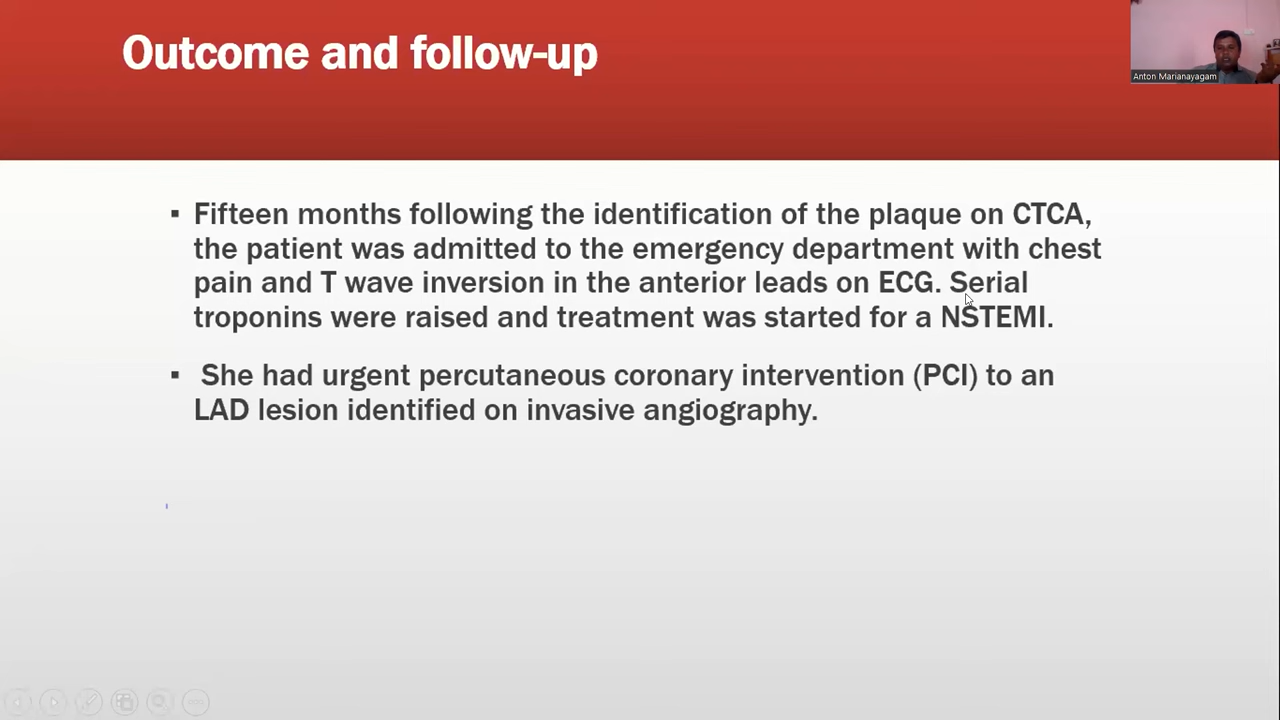 Outcome and follow-up
Anton Marianayagam
▪ Fifteen months following the identification of the plaque on CTCA,
the patient was admitted to the emergency department with chest
pain and T wave inversion in the anterior leads on ECG. Serial
troponins were raised and treatment was started for a NSTEMI.
▪ She had urgent percutaneous coronary intervention (PCI) to an
LAD lesion identified on invasive angiography.